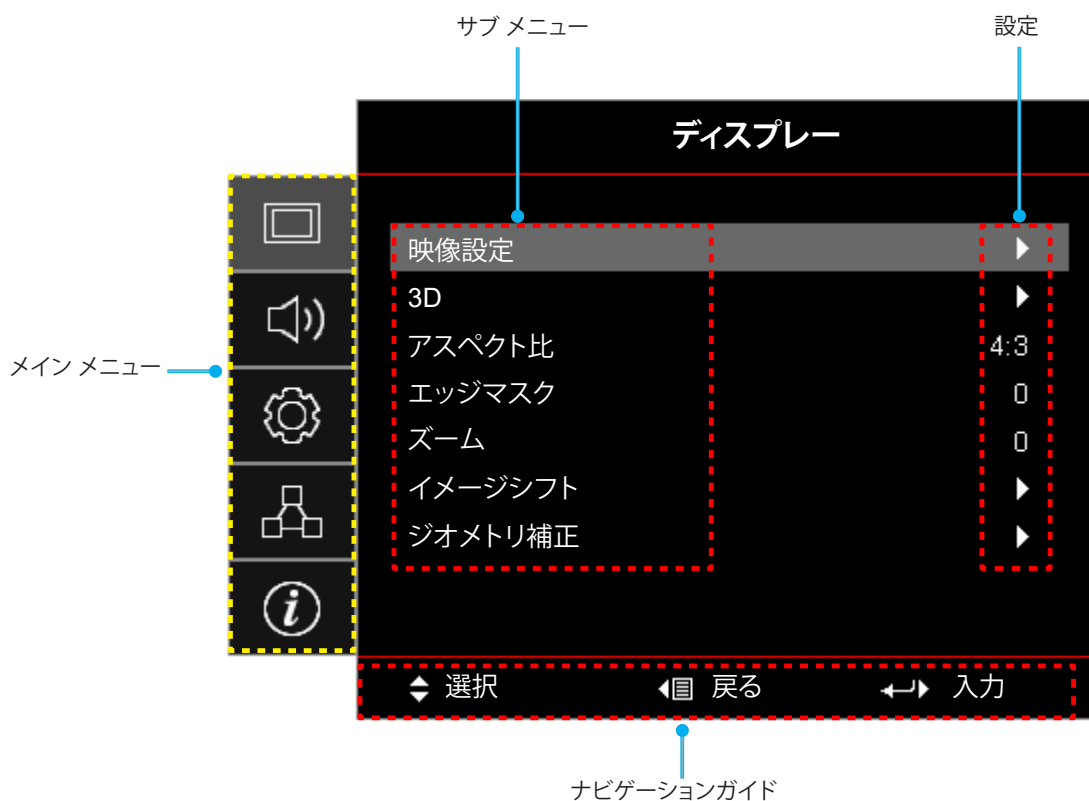 サブ メニュー 設定
ディスプレー
映像設定
3D
アスペクト比 4:3
メイン メニュー
エッジマスク 0
ズーム 0
イメージシフト
ジオメトリ補正
i
選択 戻る 入力
ナビゲーションガイド